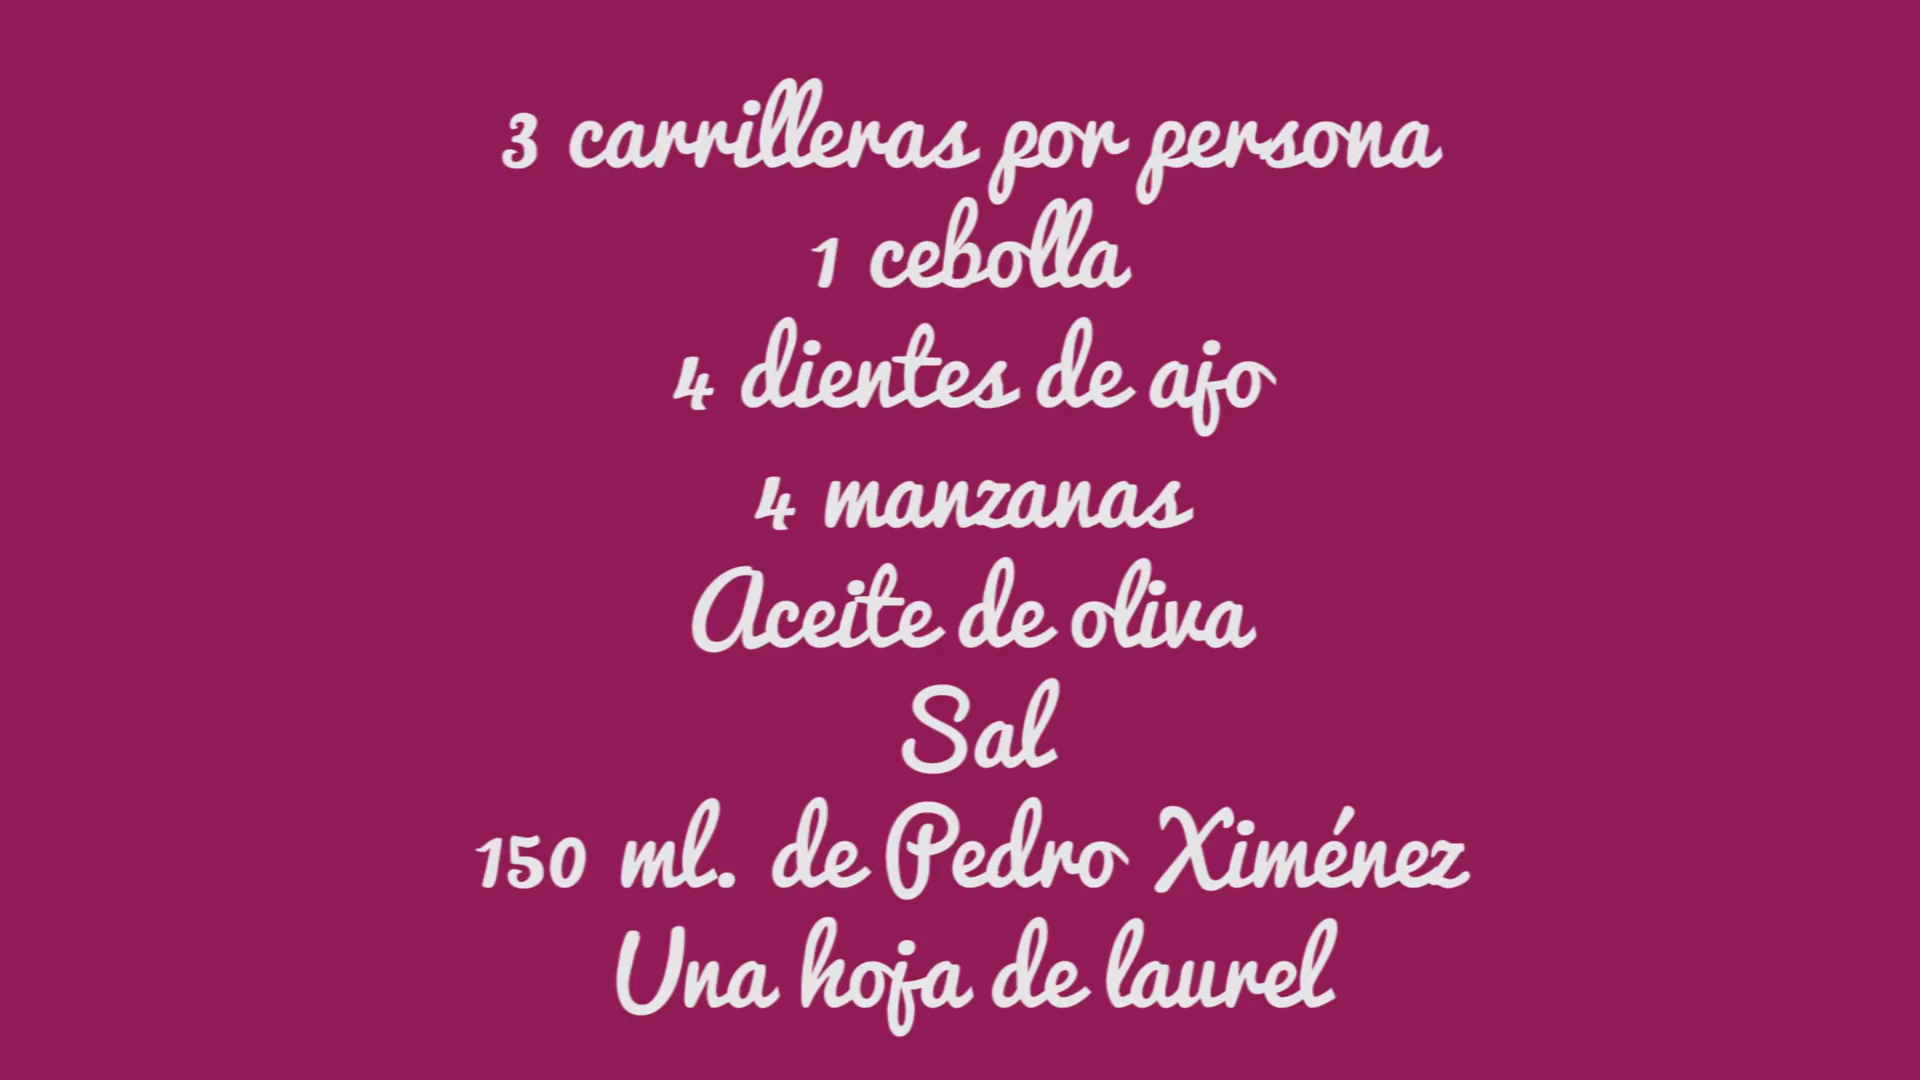 3 carrilleras por persona
1 cebolla
4 dientes de ajo
4 manzanas
Aceite de oliva
Sal
150 ml. de Pedro Ximénez
Una hoja de laurel